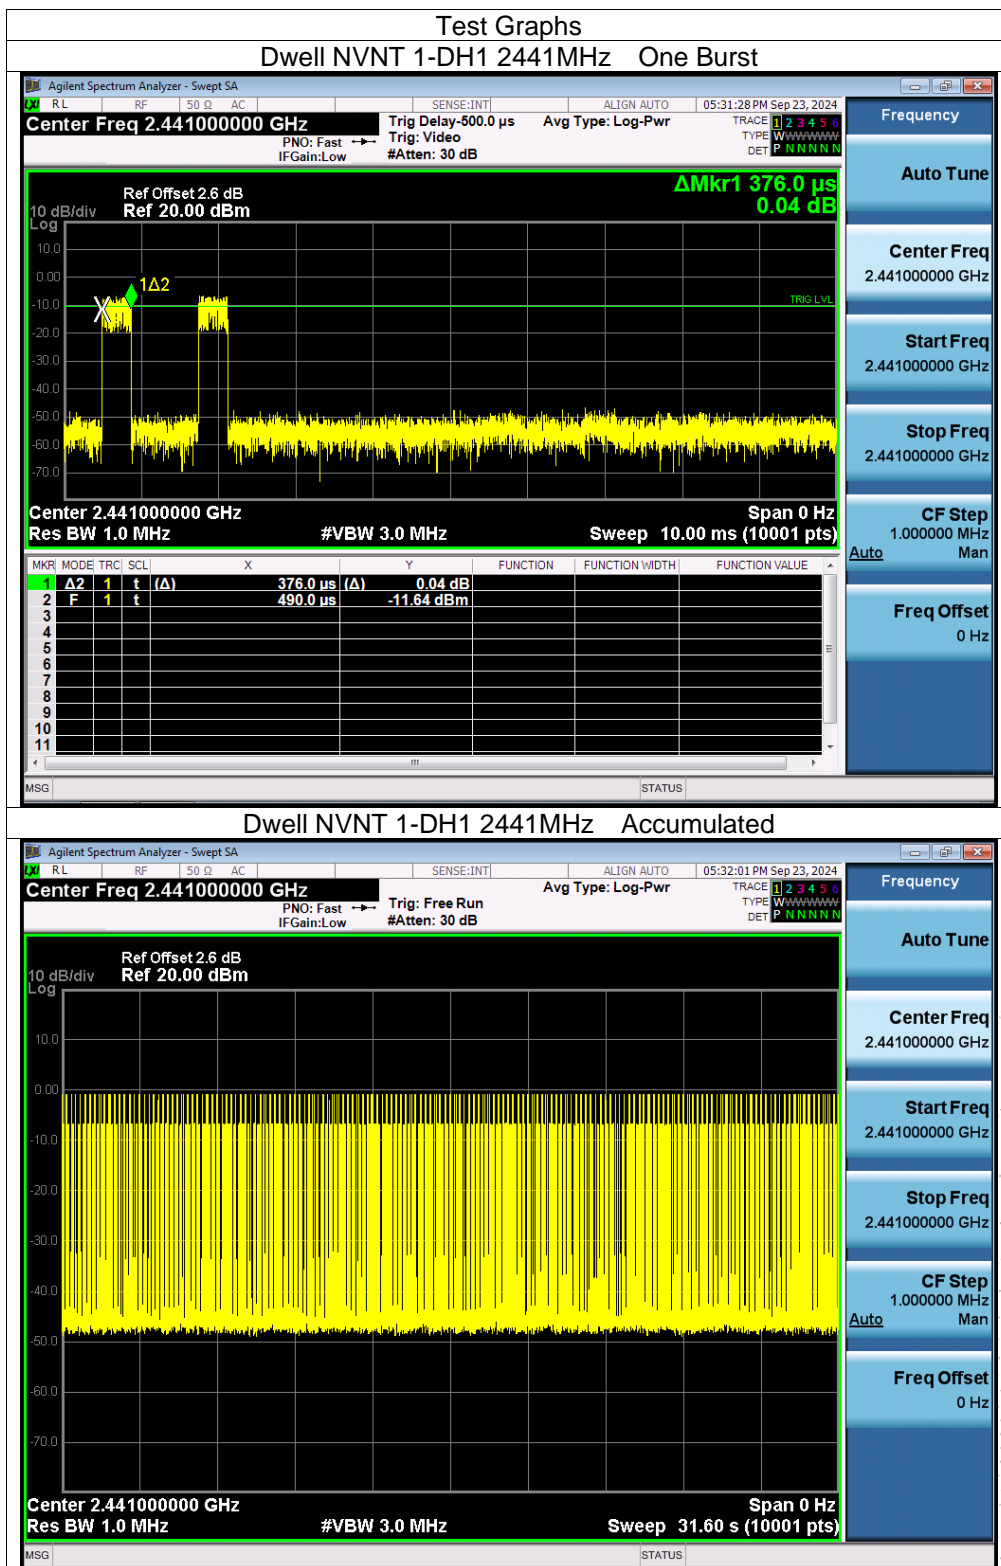 Test Graphs
Dwell NVNT 1-DH1 2441MHz One Burst
Agilent Spectrum Analyzer - Swept SA
LXI RL RF 50 Ω AC SENSE:INT ALIGN AUTO 05:31:28 PM Sep 23, 2024
Center Freq 2.441000000 GHz
PNO: Fast
IFGain:Low
Trig Delay-500.0 µs
Trig: Video
#Atten: 30 dB
Avg Type: Log-Pwr
TRACE 1 2 3 4 5 6
TYPE WWWWWW
DET P N N N N N
Frequency
Auto Tune
Center Freq
2.441000000 GHz
Start Freq
2.441000000 GHz
Stop Freq
2.441000000 GHz
CF Step
1.000000 MHz
Auto Man
Freq Offset
0 Hz
ΔMkr1 376.0 µs
0.04 dB
Ref Offset 2.6 dB
10 dB/div Ref 20.00 dBm
Log
10.0
0.00
-10.0
-20.0
-30.0
-40.0
-50.0
-60.0
-70.0
1Δ2
TRIG LVL
Center 2.441000000 GHz Span 0 Hz
Res BW 1.0 MHz #VBW 3.0 MHz Sweep 10.00 ms (10001 pts)
MKR MODE TRC SCL X Y FUNCTION FUNCTION WIDTH FUNCTION VALUE
1 Δ2 1 t (Δ) 376.0 µs (Δ) 0.04 dB
2 F 1 t 490.0 µs -11.64 dBm
3
4
5
6
7
8
9
10
11
MSG STATUS
Dwell NVNT 1-DH1 2441MHz Accumulated
Agilent Spectrum Analyzer - Swept SA
LXI RL RF 50 Ω AC SENSE:INT ALIGN AUTO 05:32:01 PM Sep 23, 2024
Center Freq 2.441000000 GHz
PNO: Fast
IFGain:Low
Trig: Free Run
#Atten: 30 dB
Avg Type: Log-Pwr
TRACE 1 2 3 4 5 6
TYPE WWWWWW
DET P N N N N N
Frequency
Auto Tune
Center Freq
2.441000000 GHz
Start Freq
2.441000000 GHz
Stop Freq
2.441000000 GHz
CF Step
1.000000 MHz
Auto Man
Freq Offset
0 Hz
Ref Offset 2.6 dB
10 dB/div Ref 20.00 dBm
Log
10.0
0.00
-10.0
-20.0
-30.0
-40.0
-50.0
-60.0
-70.0
Center 2.441000000 GHz Span 0 Hz
Res BW 1.0 MHz #VBW 3.0 MHz Sweep 31.60 s (10001 pts)
MSG STATUS